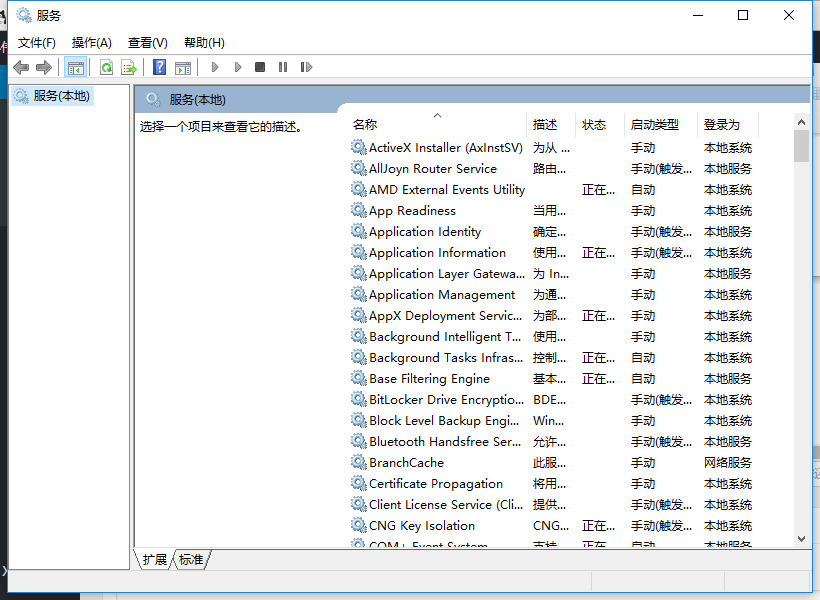 服务
文件(F) 操作(A) 查看(V) 帮助(H)
服务(本地)
服务(本地)
选择一个项目来查看它的描述。
名称 描述 状态 启动类型 登录为
ActiveX Installer (AxInstSV) 为从 ... 手动 本地系统
AllJoyn Router Service 路由... 手动(触发... 本地服务
AMD External Events Utility 正在... 自动 本地系统
App Readiness 当用... 手动 本地系统
Application Identity 确定... 手动(触发... 本地服务
Application Information 使用... 正在... 手动(触发... 本地系统
Application Layer Gatewa... 为 In... 手动 本地服务
Application Management 为通... 手动 本地系统
AppX Deployment Servic... 为部... 正在... 手动 本地系统
Background Intelligent T... 使用... 手动 本地系统
Background Tasks Infras... 控制... 正在... 自动 本地系统
Base Filtering Engine 基本... 正在... 自动 本地服务
BitLocker Drive Encryptio... BDE... 手动(触发... 本地系统
Block Level Backup Engi... Win... 手动 本地系统
Bluetooth Handsfree Ser... 允许... 手动(触发... 本地服务
BranchCache 此服... 手动 网络服务
Certificate Propagation 将用... 手动 本地系统
Client License Service (Cli... 提供... 手动(触发... 本地系统
CNG Key Isolation CNG... 正在... 手动(触发... 本地系统
COM+ Event System 支持... 正在... 自动 本地服务
扩展 标准